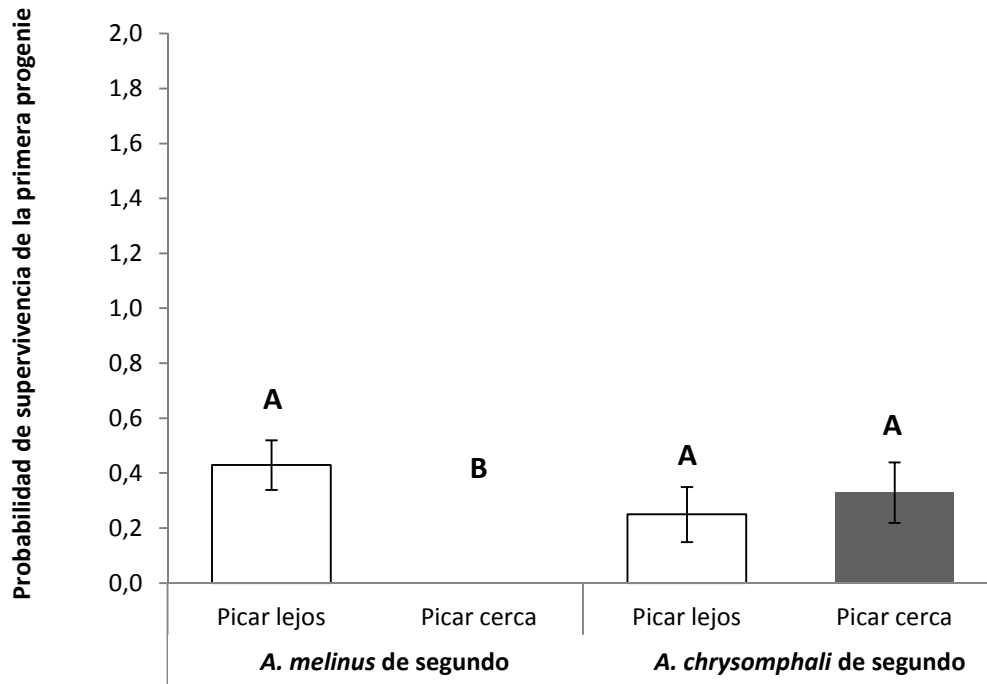 Probabilidad de supervivencia de la primera progenie
2,0
1,8
1,6
1,4
1,2
1,0
0,8
0,6
0,4
0,2
0,0
A
B
A
A
Picar lejos
Picar cerca
Picar lejos
Picar cerca
A. melinus de segundo
A. chrysomphali de segundo